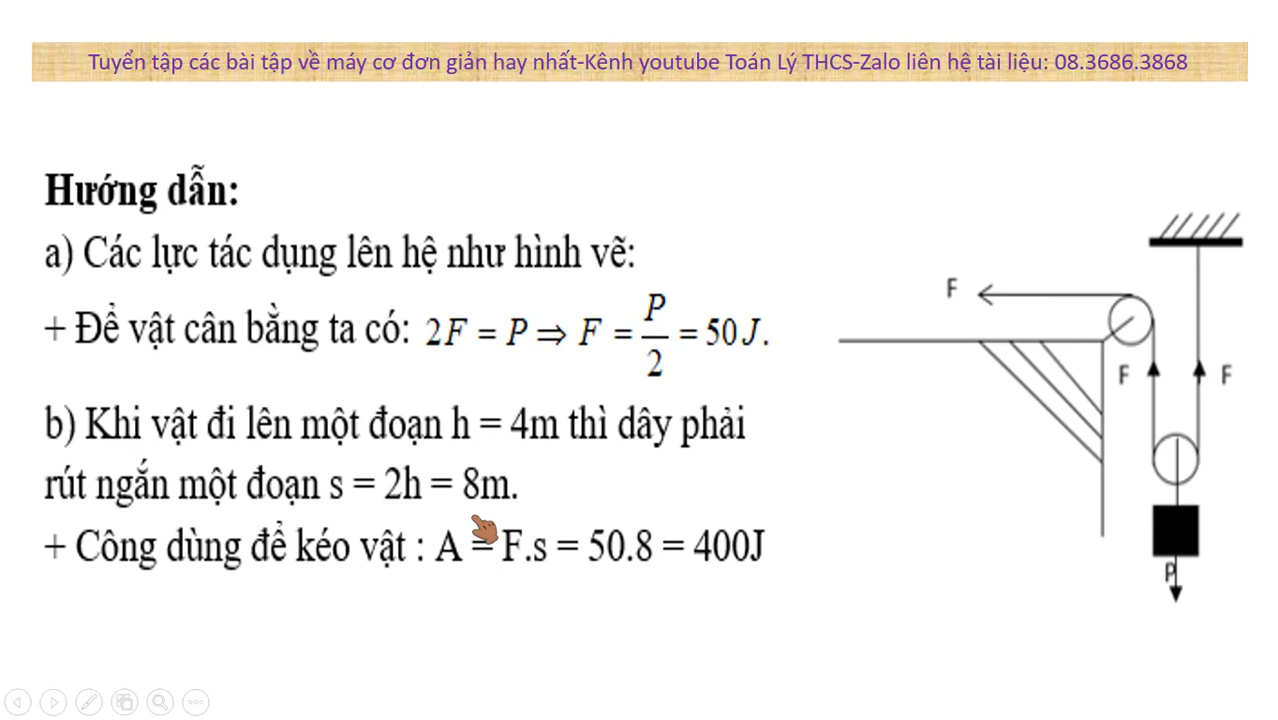 Tuyển tập các bài tập về máy cơ đơn giản hay nhất-Kênh youtube Toán Lý THCS-Zalo liên hệ tài liệu: 08.3686.3868
Hướng dẫn:
a) Các lực tác dụng lên hệ như hình vẽ:
+ Để vật cân bằng ta có: 2F = P ⇒ F = P/2 = 50J.
b) Khi vật đi lên một đoạn h = 4m thì dây phải
rút ngắn một đoạn s = 2h = 8m.
+ Công dùng để kéo vật : A = F.s = 50.8 = 400J
F
F
F
P